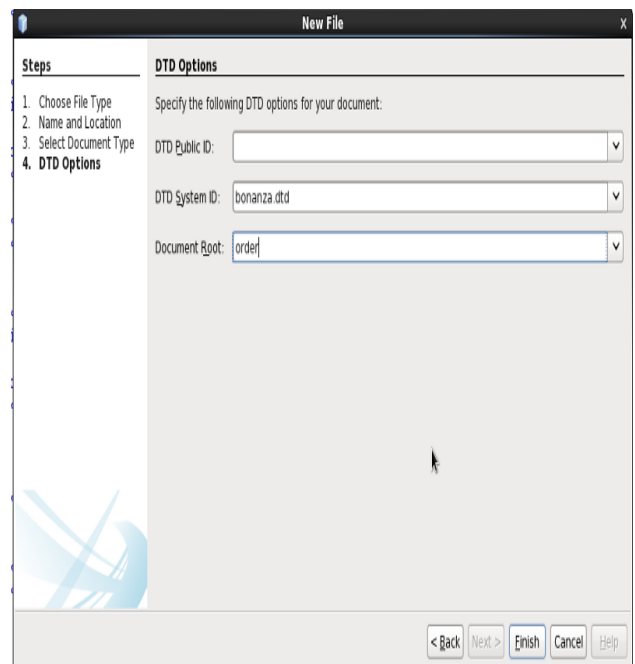 New File
X
Steps
1. Choose File Type
2. Name and Location
3. Select Document Type
4. DTD Options
DTD Options
Specify the following DTD options for your document:
DTD Public ID:
DTD System ID: bonanza.dtd
Document Root: order
< Back Next > Finish Cancel Help